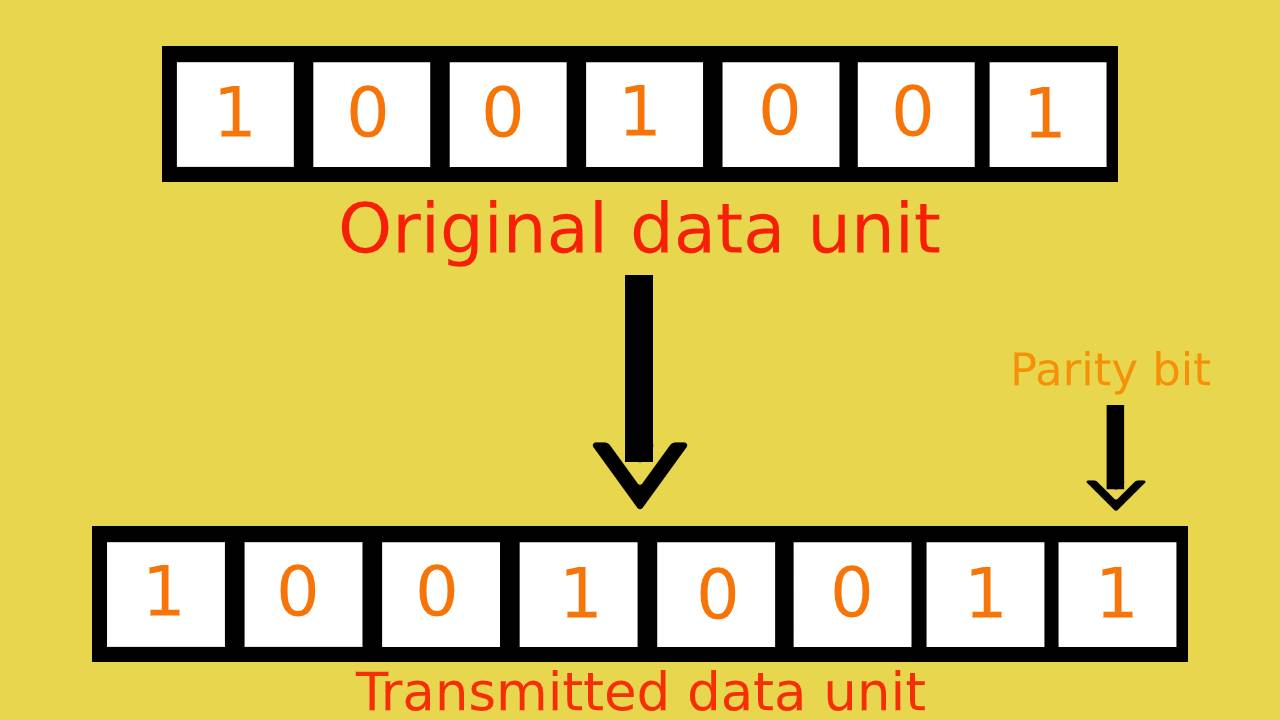 1 0 0 1 0 0 1
Original data unit
Parity bit
1 0 0 1 0 0 1 1
Transmitted data unit